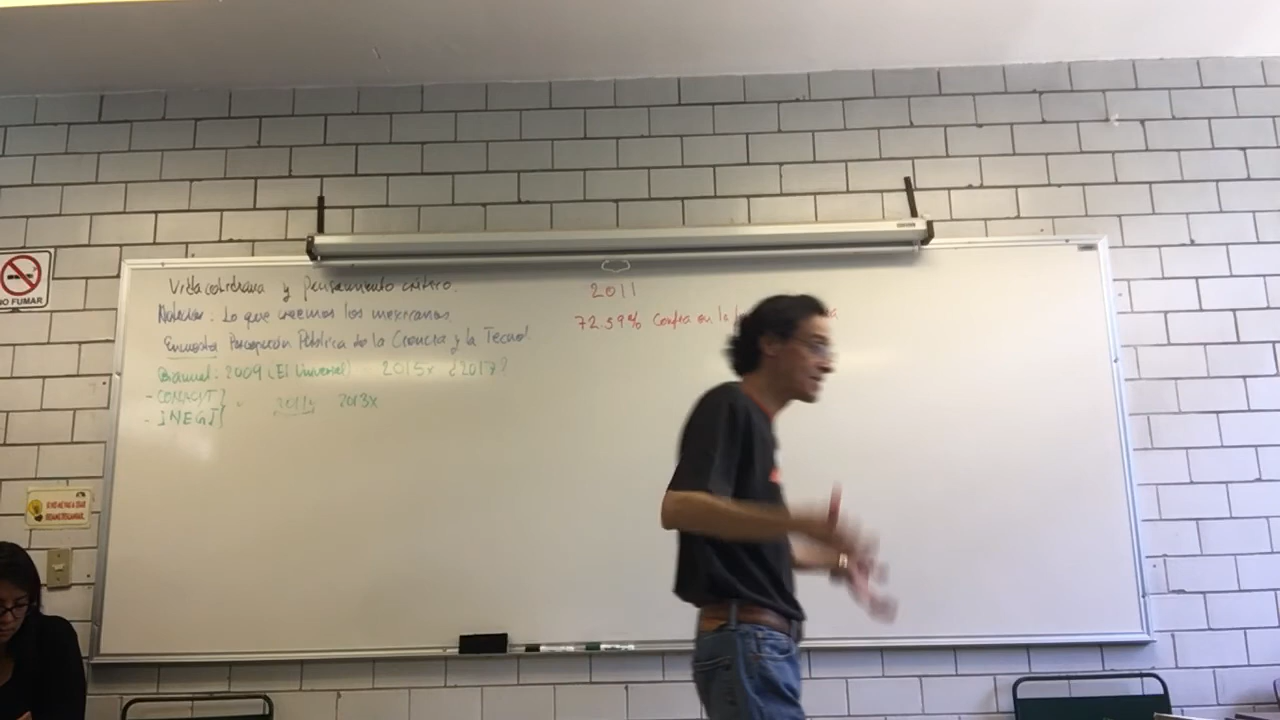 Vida cotidiana y pensamiento crítico.
Lo que creemos los mexicanos.
Encuesta Percepción Pública de la Ciencia y la Tecnol.
Bianual: 2009 (El Universal) 2015x ¿2017?
- CONACYT }
2011 2013x
- INEGI
2011
72.59% Confía en la
NO FUMAR